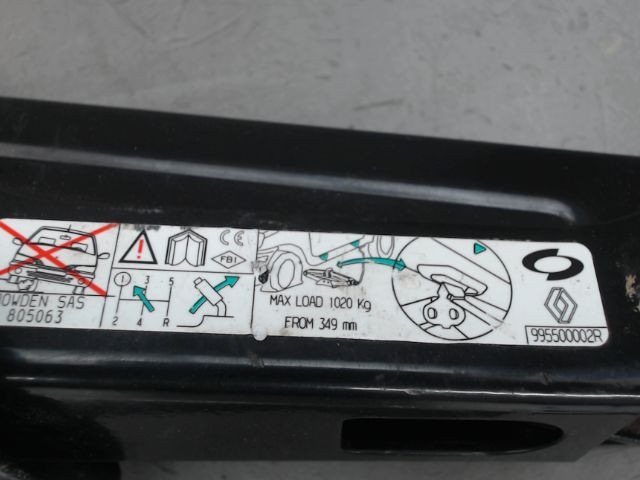 OWDEN SAS
805063
1 3 5
2 4 R
CE
FBI
MAX LOAD 1020 Kg
FROM 349 mm
995500002R